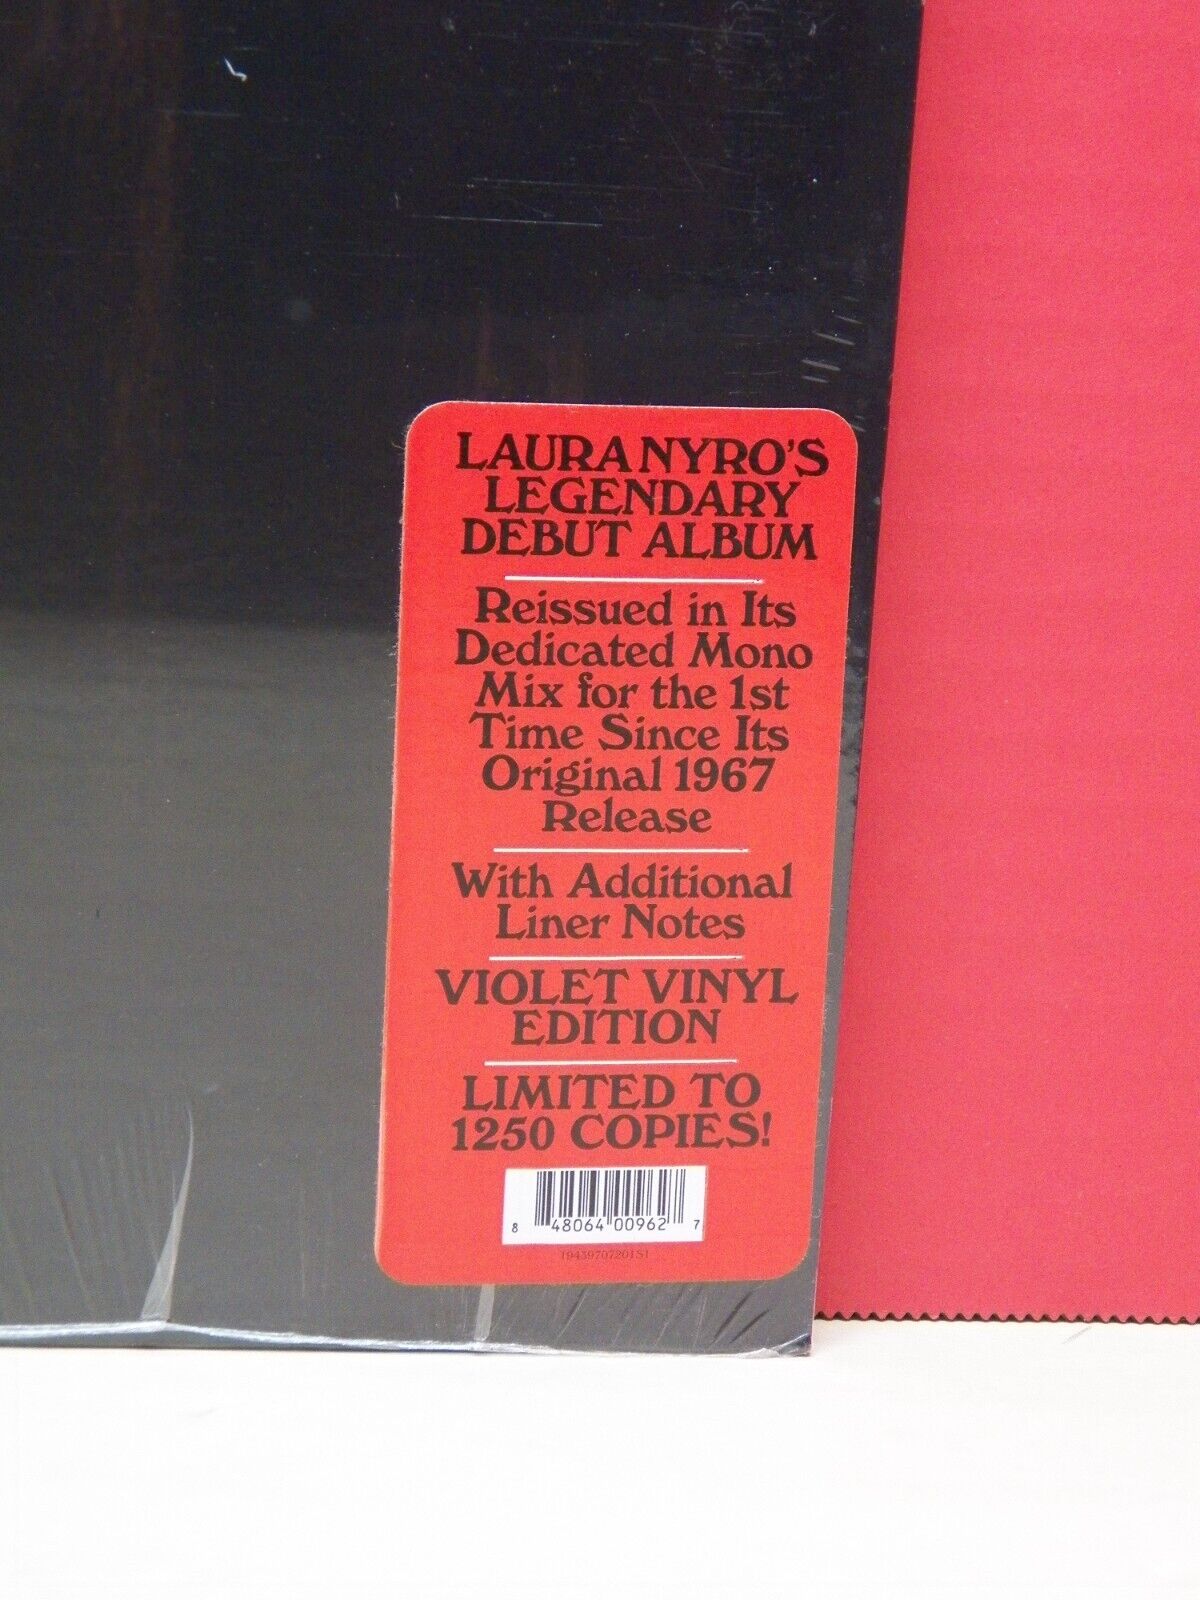 LAURA NYRO'S
LEGENDARY
DEBUT ALBUM
Reissued in Its
Dedicated Mono
Mix for the 1st
Time Since Its
Original 1967
Release
With Additional
Liner Notes
VIOLET VINYL
EDITION
LIMITED TO
1250 COPIES!
8 48064 00962 7
19439707201S1